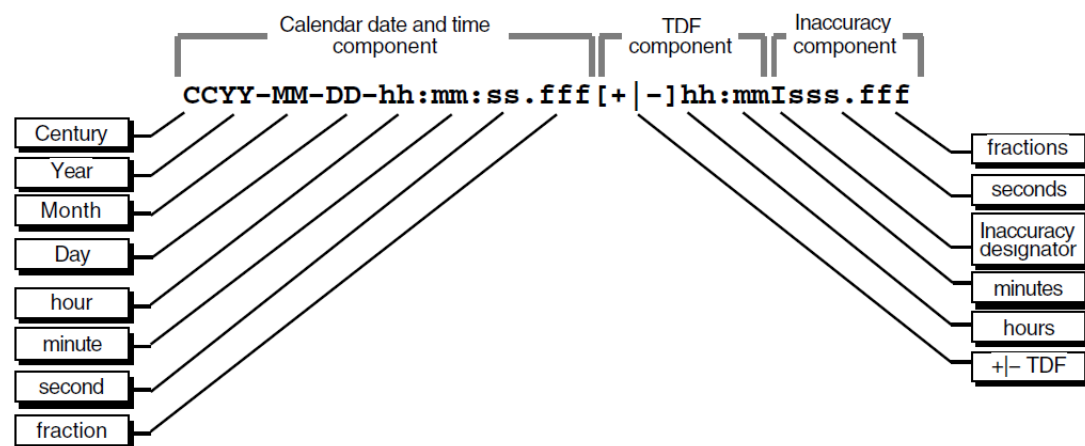 Calendar date and time
component
TDF
component
Inaccuracy
component
CCYY-MM-DD-hh:mm:ss.fff[+|-]hh:mmIsss.fff
Century
Year
Month
Day
hour
minute
second
fraction
fractions
seconds
Inaccuracy
designator
minutes
hours
+|− TDF